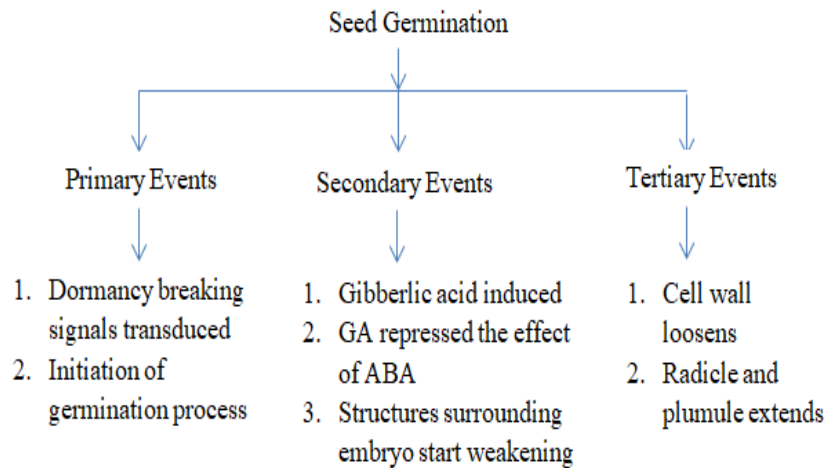 Seed Germination
Primary Events
1. Dormancy breaking
signals transduced
2. Initiation of
germination process
Secondary Events
1. Gibberlic acid induced
2. GA repressed the effect
of ABA
3. Structures surrounding
embryo start weakening
Tertiary Events
1. Cell wall
loosens
2. Radicle and
plumule extends